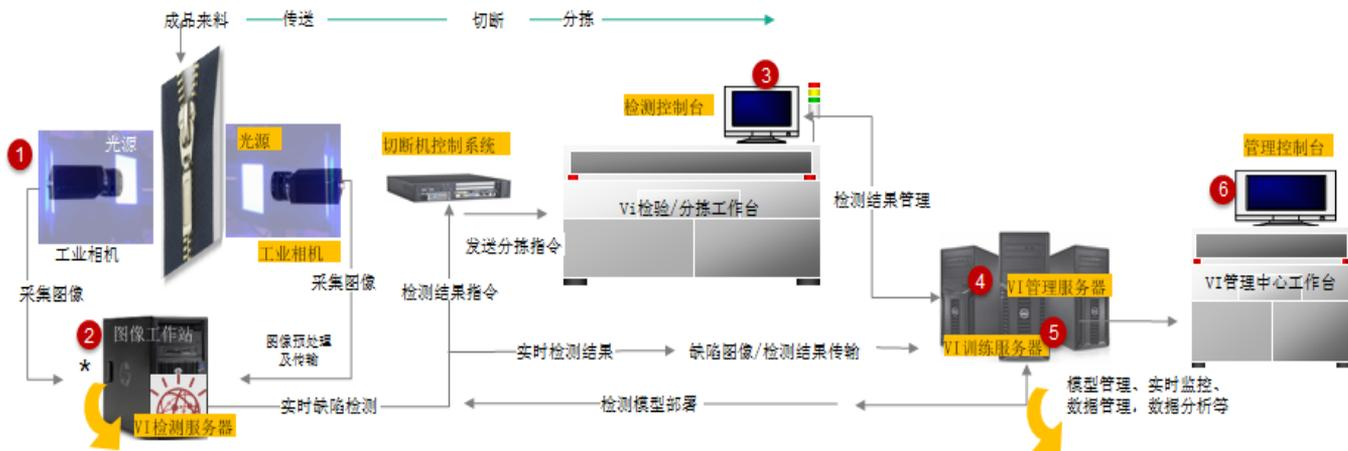 成品来料 传送 切断 分拣
3
检测控制台
光源
光源
切断机控制系统
管理控制台
1
6
Vi检验/分拣工作台
检测结果管理
工业相机
工业相机
发送分拣指令
采集图像
采集图像
检测结果指令
4
VI管理服务器
VI管理中心工作台
2
图像工作站
*
图像预处理
及传输
实时检测结果
缺陷图像/检测结果传输
5
VI训练服务器
实时缺陷检测
检测模型部署
模型管理、实时监控、
数据管理，数据分析等
VI检测服务器